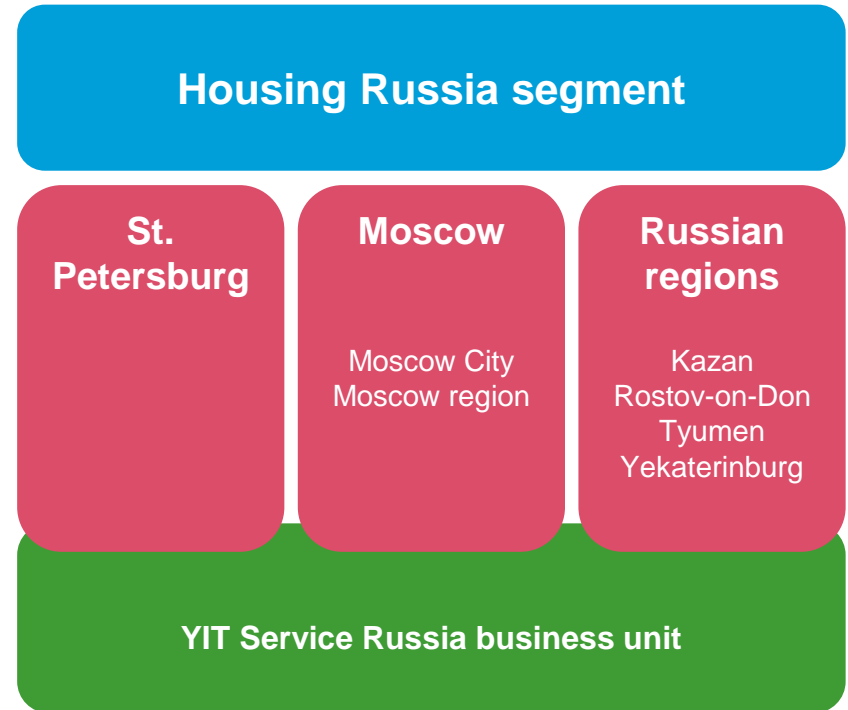 Housing Russia segment
St.
Petersburg
Moscow
Moscow City
Moscow region
Russian
regions
Kazan
Rostov-on-Don
Tyumen
Yekaterinburg
YIT Service Russia business unit